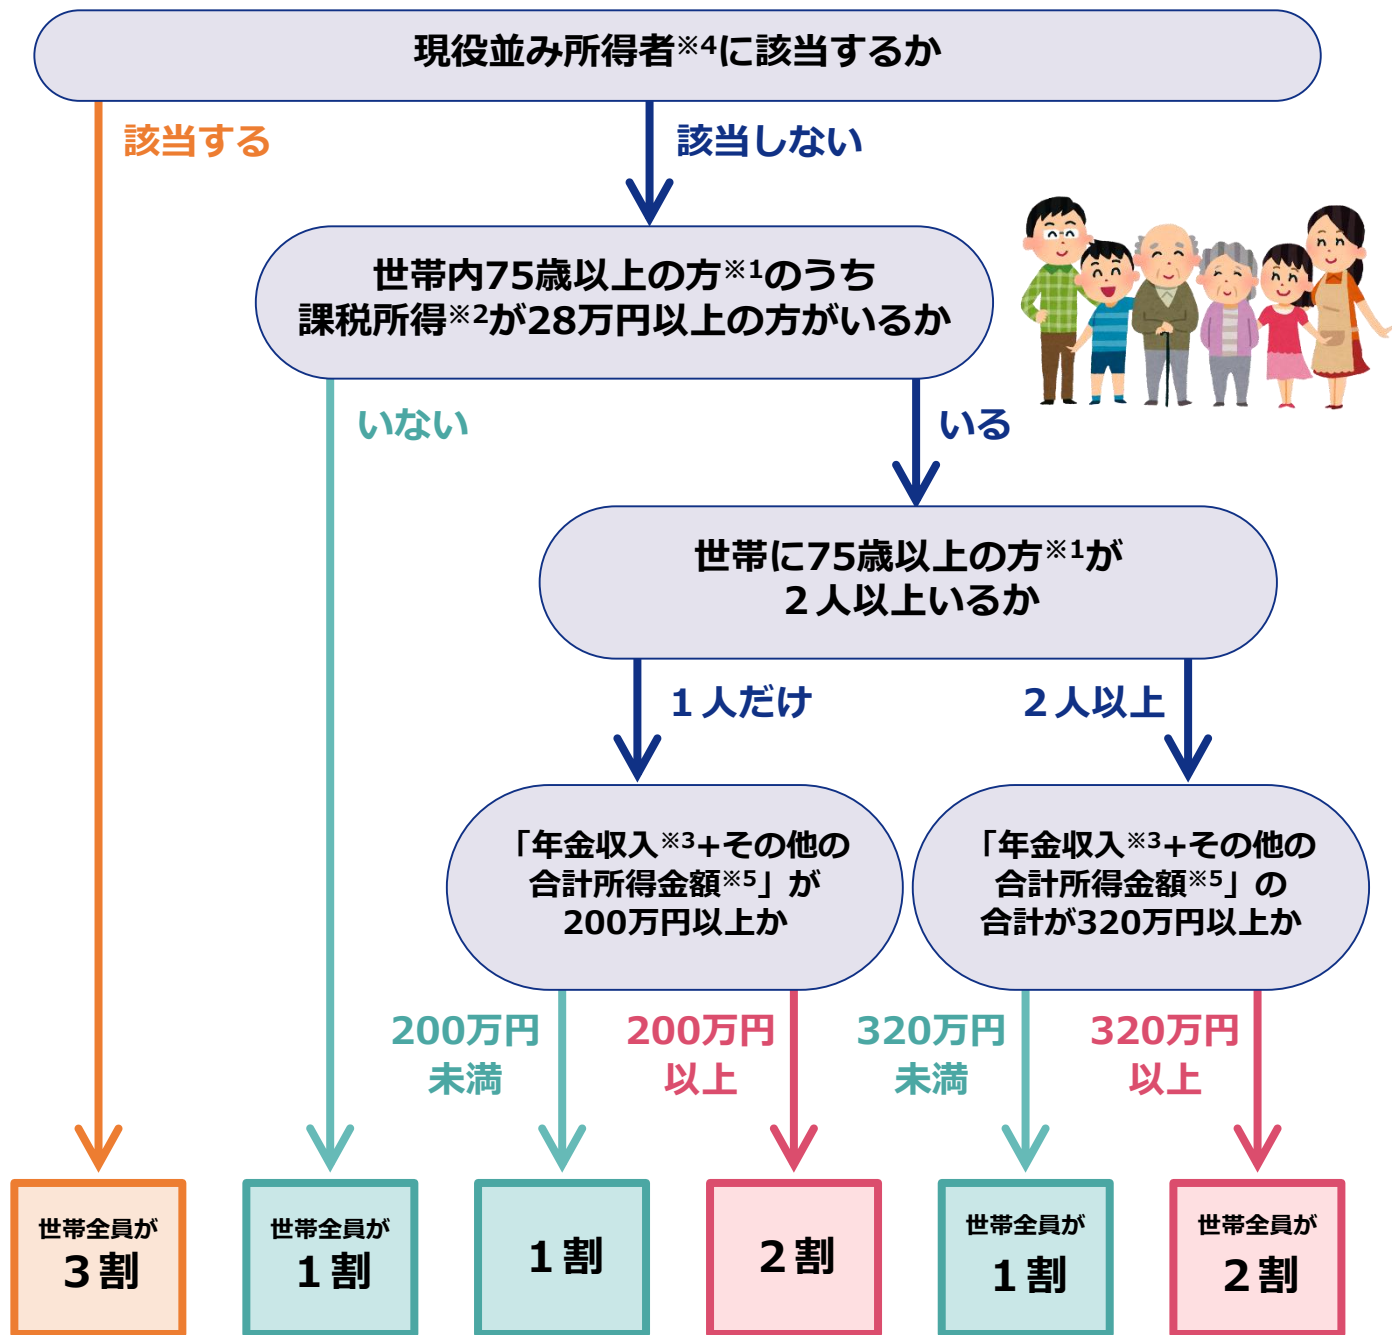 現役並み所得者※4に該当するか
該当する
該当しない
世帯内75歳以上の方※1のうち
課税所得※2が28万円以上の方がいるか
いない
いる
世帯に75歳以上の方※1が
２人以上いるか
１人だけ
２人以上
「年金収入※3+その他の
合計所得金額※5」が
200万円以上か
「年金収入※3+その他の
合計所得金額※5」の
合計が320万円以上か
200万円
未満
200万円
以上
320万円
未満
320万円
以上
世帯全員が
３割
世帯全員が
１割
１割
２割
世帯全員が
１割
世帯全員が
２割